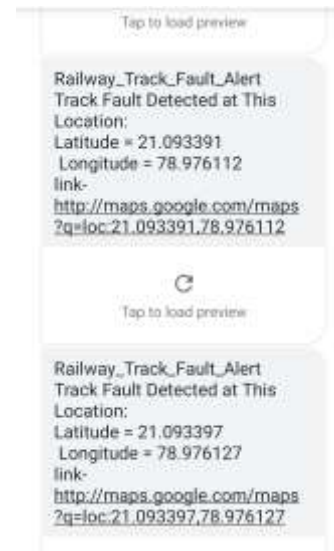 Tap to load preview
Railway_Track_Fault_Alert
Track Fault Detected at This
Location:
Latitude = 21.093391
Longitude = 78.976112
link-
http://maps.google.com/maps
?q=loc:21.093391,78.976112
Tap to load preview
Railway_Track_Fault_Alert
Track Fault Detected at This
Location:
Latitude = 21.093397
Longitude = 78.976127
link-
http://maps.google.com/maps
?q=loc:21.093397,78.976127